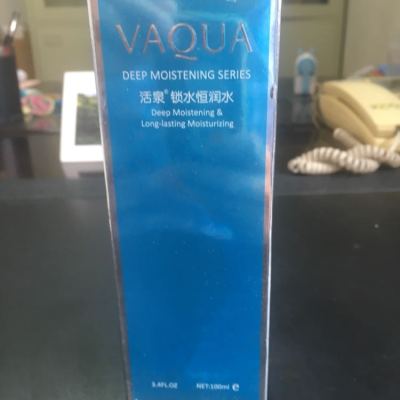 VAQUA
DEEP MOISTENING SERIES
活泉® 锁水恒润水
Deep Moistening &
Long-lasting Moisturizing
3.4FL.OZ NET:100ml ℮